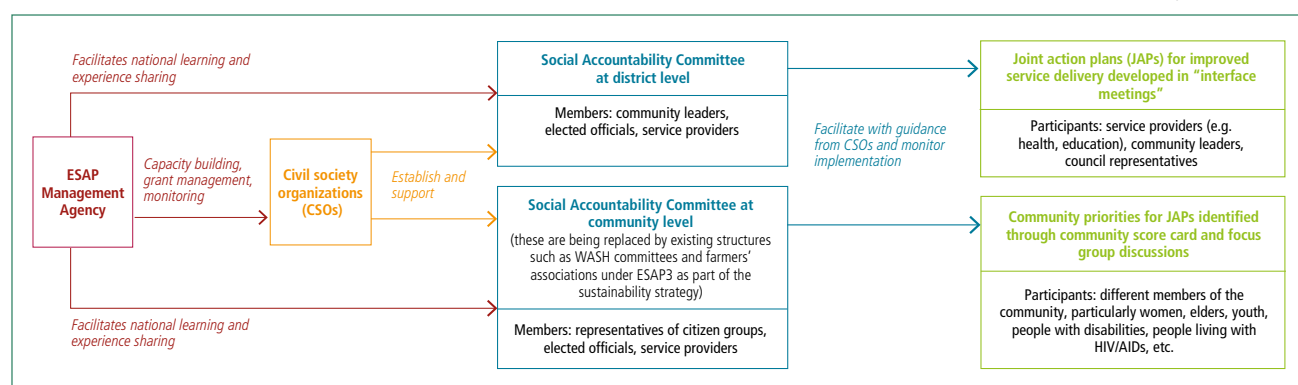 Facilitates national learning and
experience sharing
ESAP
Management
Agency
Capacity building,
grant management,
monitoring
Civil society
organizations
(CSOs)
Establish and
support
Facilitates national learning and
experience sharing
Social Accountability Committee
at district level
Members: community leaders,
elected officials, service providers
Social Accountability Committee at
community level
(these are being replaced by existing structures
such as WASH committees and farmers’
associations under ESAP3 as part of the
sustainability strategy)
Members: representatives of citizen groups,
elected officials, service providers
Facilitate with guidance
from CSOs and monitor
implementation
Joint action plans (JAPs) for improved
service delivery developed in “interface
meetings”
Participants: service providers (e.g.
health, education), community leaders,
council representatives
Community priorities for JAPs identified
through community score card and focus
group discussions
Participants: different members of the
community, particularly women, elders, youth,
people with disabilities, people living with
HIV/AIDs, etc.